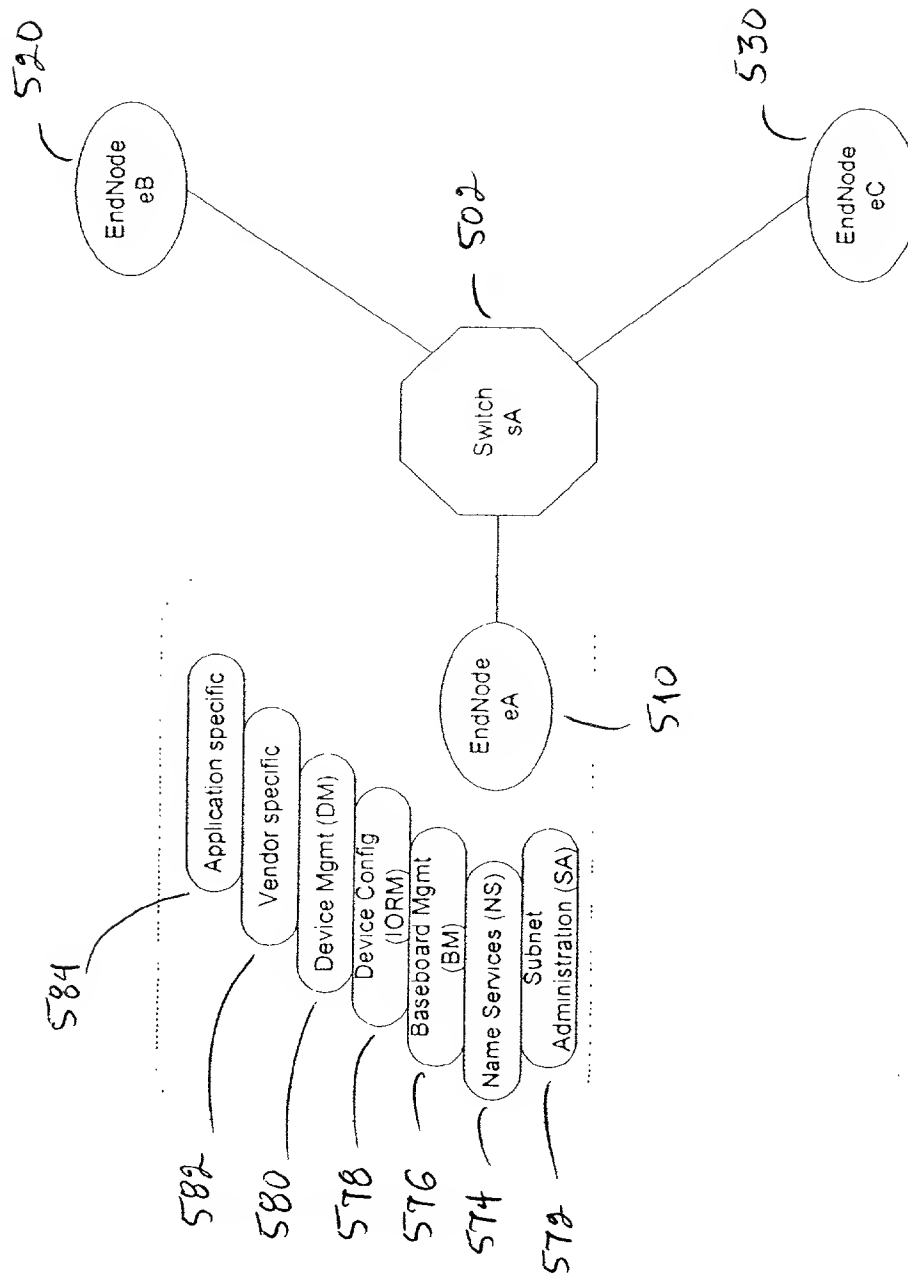 584
Application specific
582
Vendor specific
580
Device Mgmt (DM)
578
Device Config
(IORM)
576
Baseboard Mgmt
(BM)
574
Name Services (NS)
572
Subnet
Administration (SA)
EndNode
eA
510
Switch
sA
502
EndNode
eB
520
EndNode
eC
530